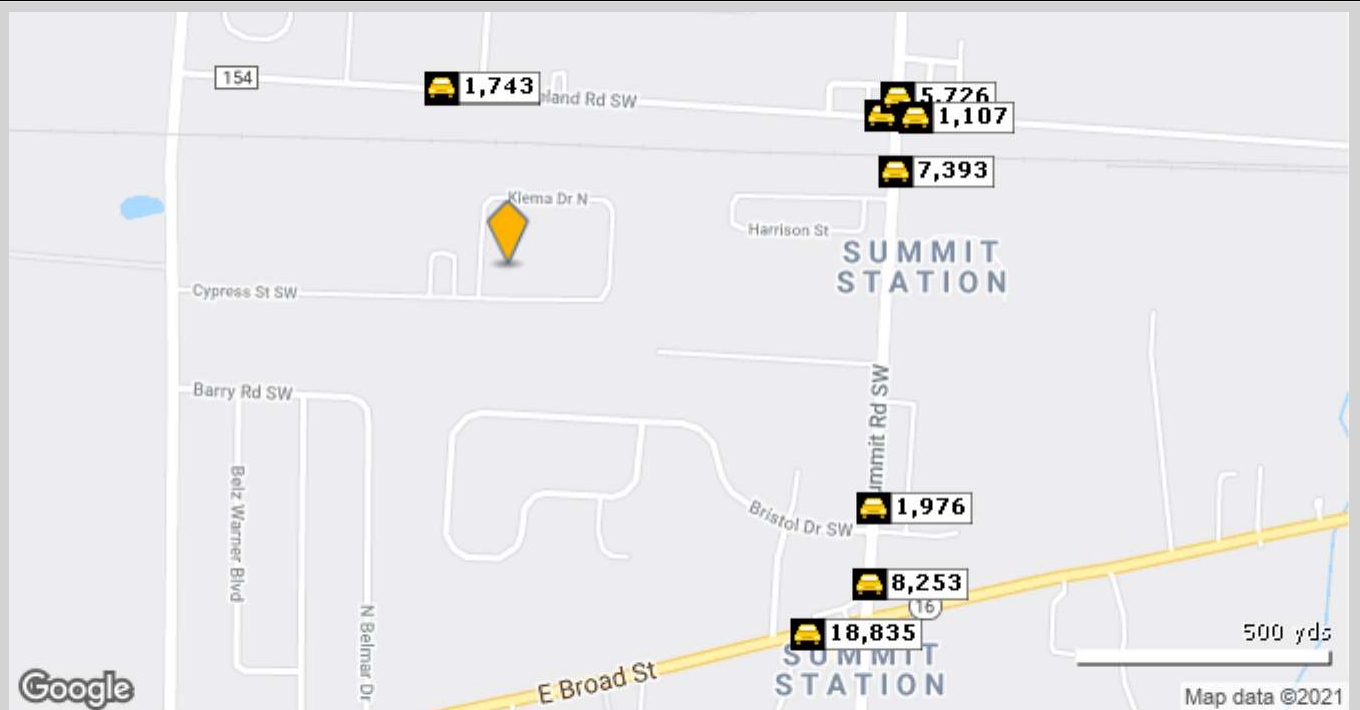 154
1,743
land Rd SW
5,726
1,107
7,393
Klema Dr N
Harrison St
SUMMIT
STATION
Cypress St SW
Barry Rd SW
ummit Rd SW
Belz Warner Blvd
1,976
Bristol Dr SW
8,253
16
N Belmar Dr
18,835
SUMMIT
STATION
E Broad St
500 yds
Google
Map data ©2021